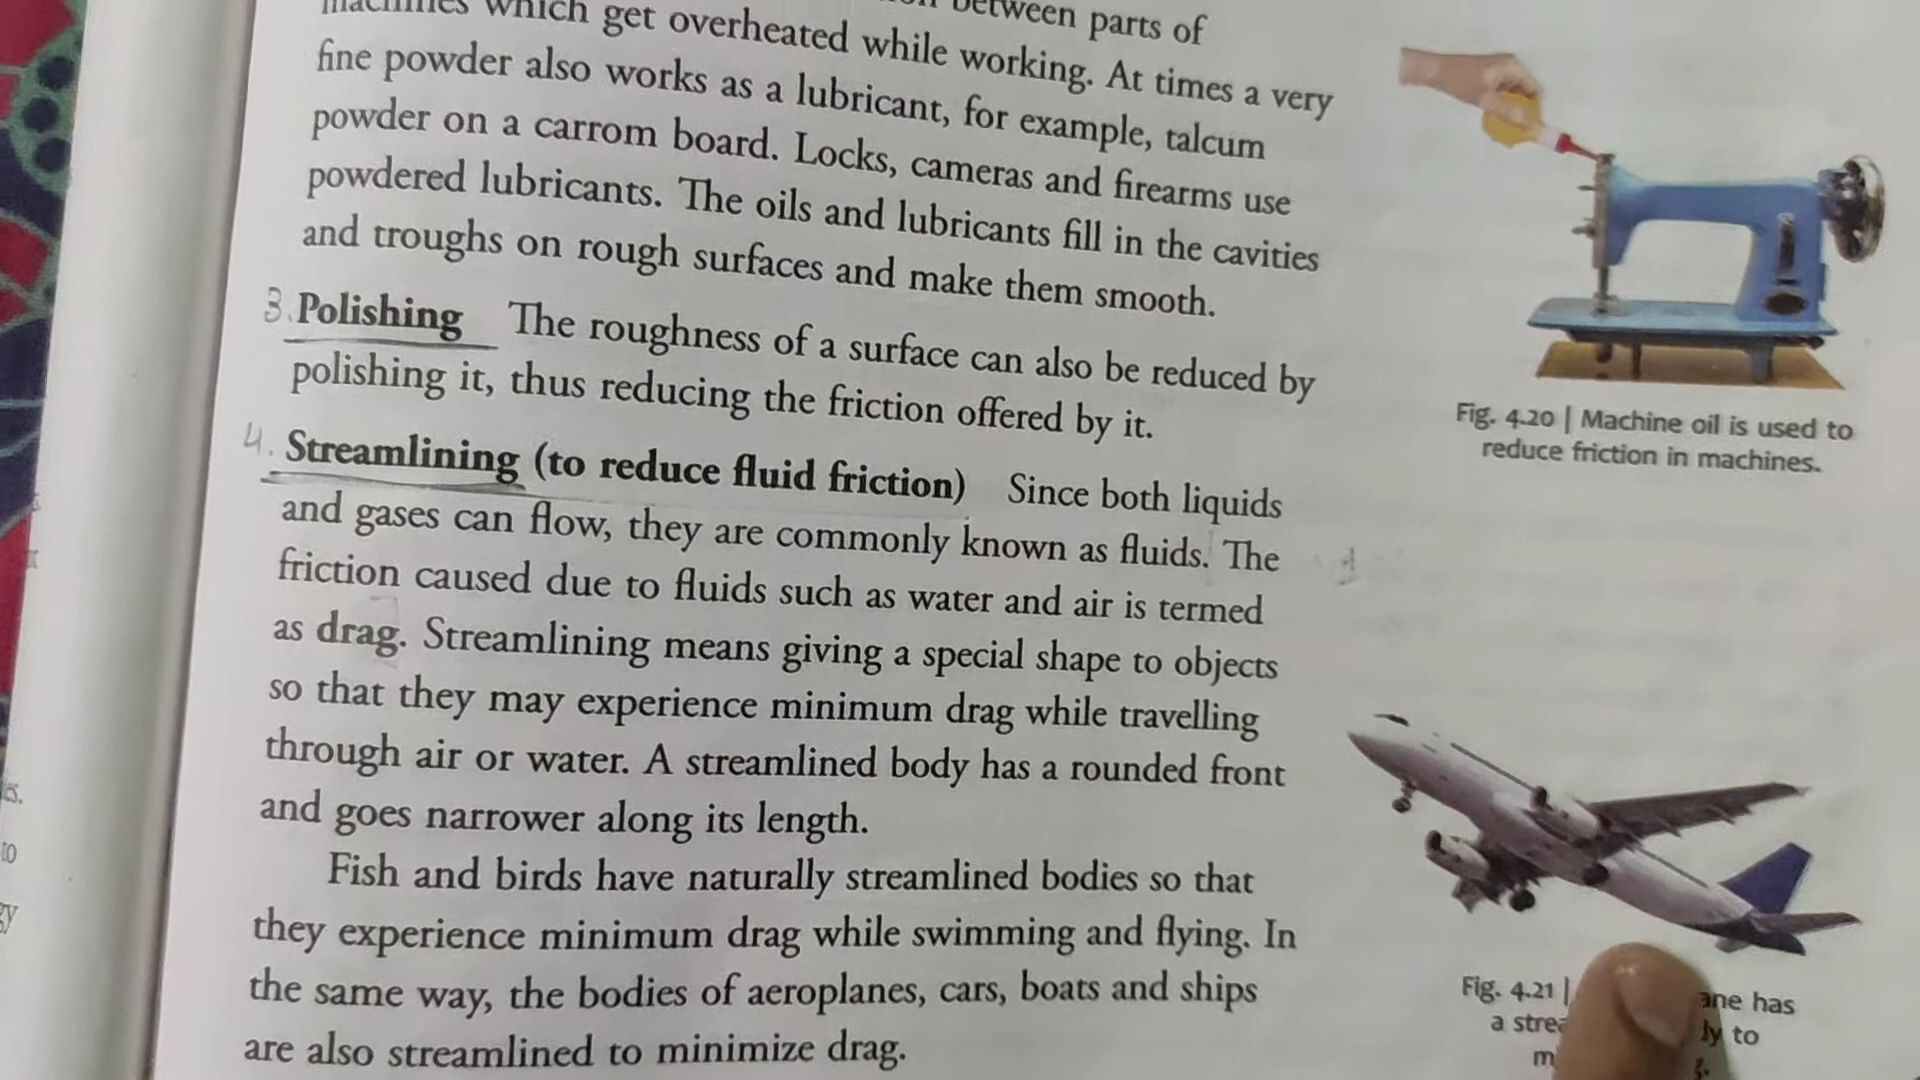 between parts of
machines which get overheated while working. At times a very
fine powder also works as a lubricant, for example, talcum
powder on a carrom board. Locks, cameras and firearms use
powdered lubricants. The oils and lubricants fill in the cavities
and troughs on rough surfaces and make them smooth.
3. Polishing The roughness of a surface can also be reduced by
polishing it, thus reducing the friction offered by it.
4. Streamlining (to reduce fluid friction) Since both liquids
and gases can flow, they are commonly known as fluids. The
friction caused due to fluids such as water and air is termed
as drag. Streamlining means giving a special shape to objects
so that they may experience minimum drag while travelling
through air or water. A streamlined body has a rounded front
and goes narrower along its length.
Fish and birds have naturally streamlined bodies so that
they experience minimum drag while swimming and flying. In
the same way, the bodies of aeroplanes, cars, boats and ships
are also streamlined to minimize drag.
Fig. 4.20 | Machine oil is used to
reduce friction in machines.
Fig. 4.21 | has
a
to